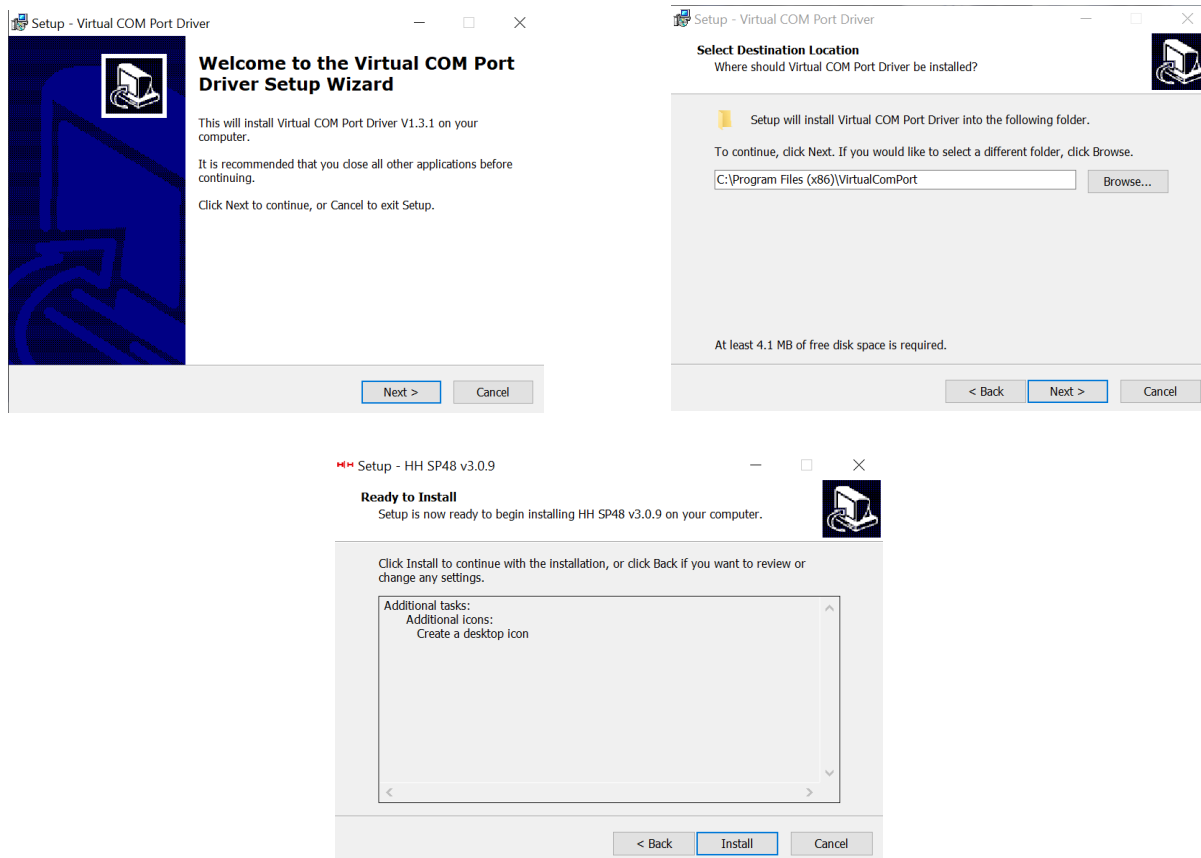 Setup - Virtual COM Port Driver
Welcome to the Virtual COM Port
Driver Setup Wizard
This will install Virtual COM Port Driver V1.3.1 on your
computer.
It is recommended that you close all other applications before
continuing.
Click Next to continue, or Cancel to exit Setup.
Next >
Cancel
Setup - Virtual COM Port Driver
Select Destination Location
Where should Virtual COM Port Driver be installed?
Setup will install Virtual COM Port Driver into the following folder.
To continue, click Next. If you would like to select a different folder, click Browse.
C:\Program Files (x86)\VirtualComPort
Browse...
At least 4.1 MB of free disk space is required.
< Back
Next >
Cancel
HH Setup - HH SP48 v3.0.9
Ready to Install
Setup is now ready to begin installing HH SP48 v3.0.9 on your computer.
Click Install to continue with the installation, or click Back if you want to review or
change any settings.
Additional tasks:
Additional icons:
Create a desktop icon
< Back
Install
Cancel